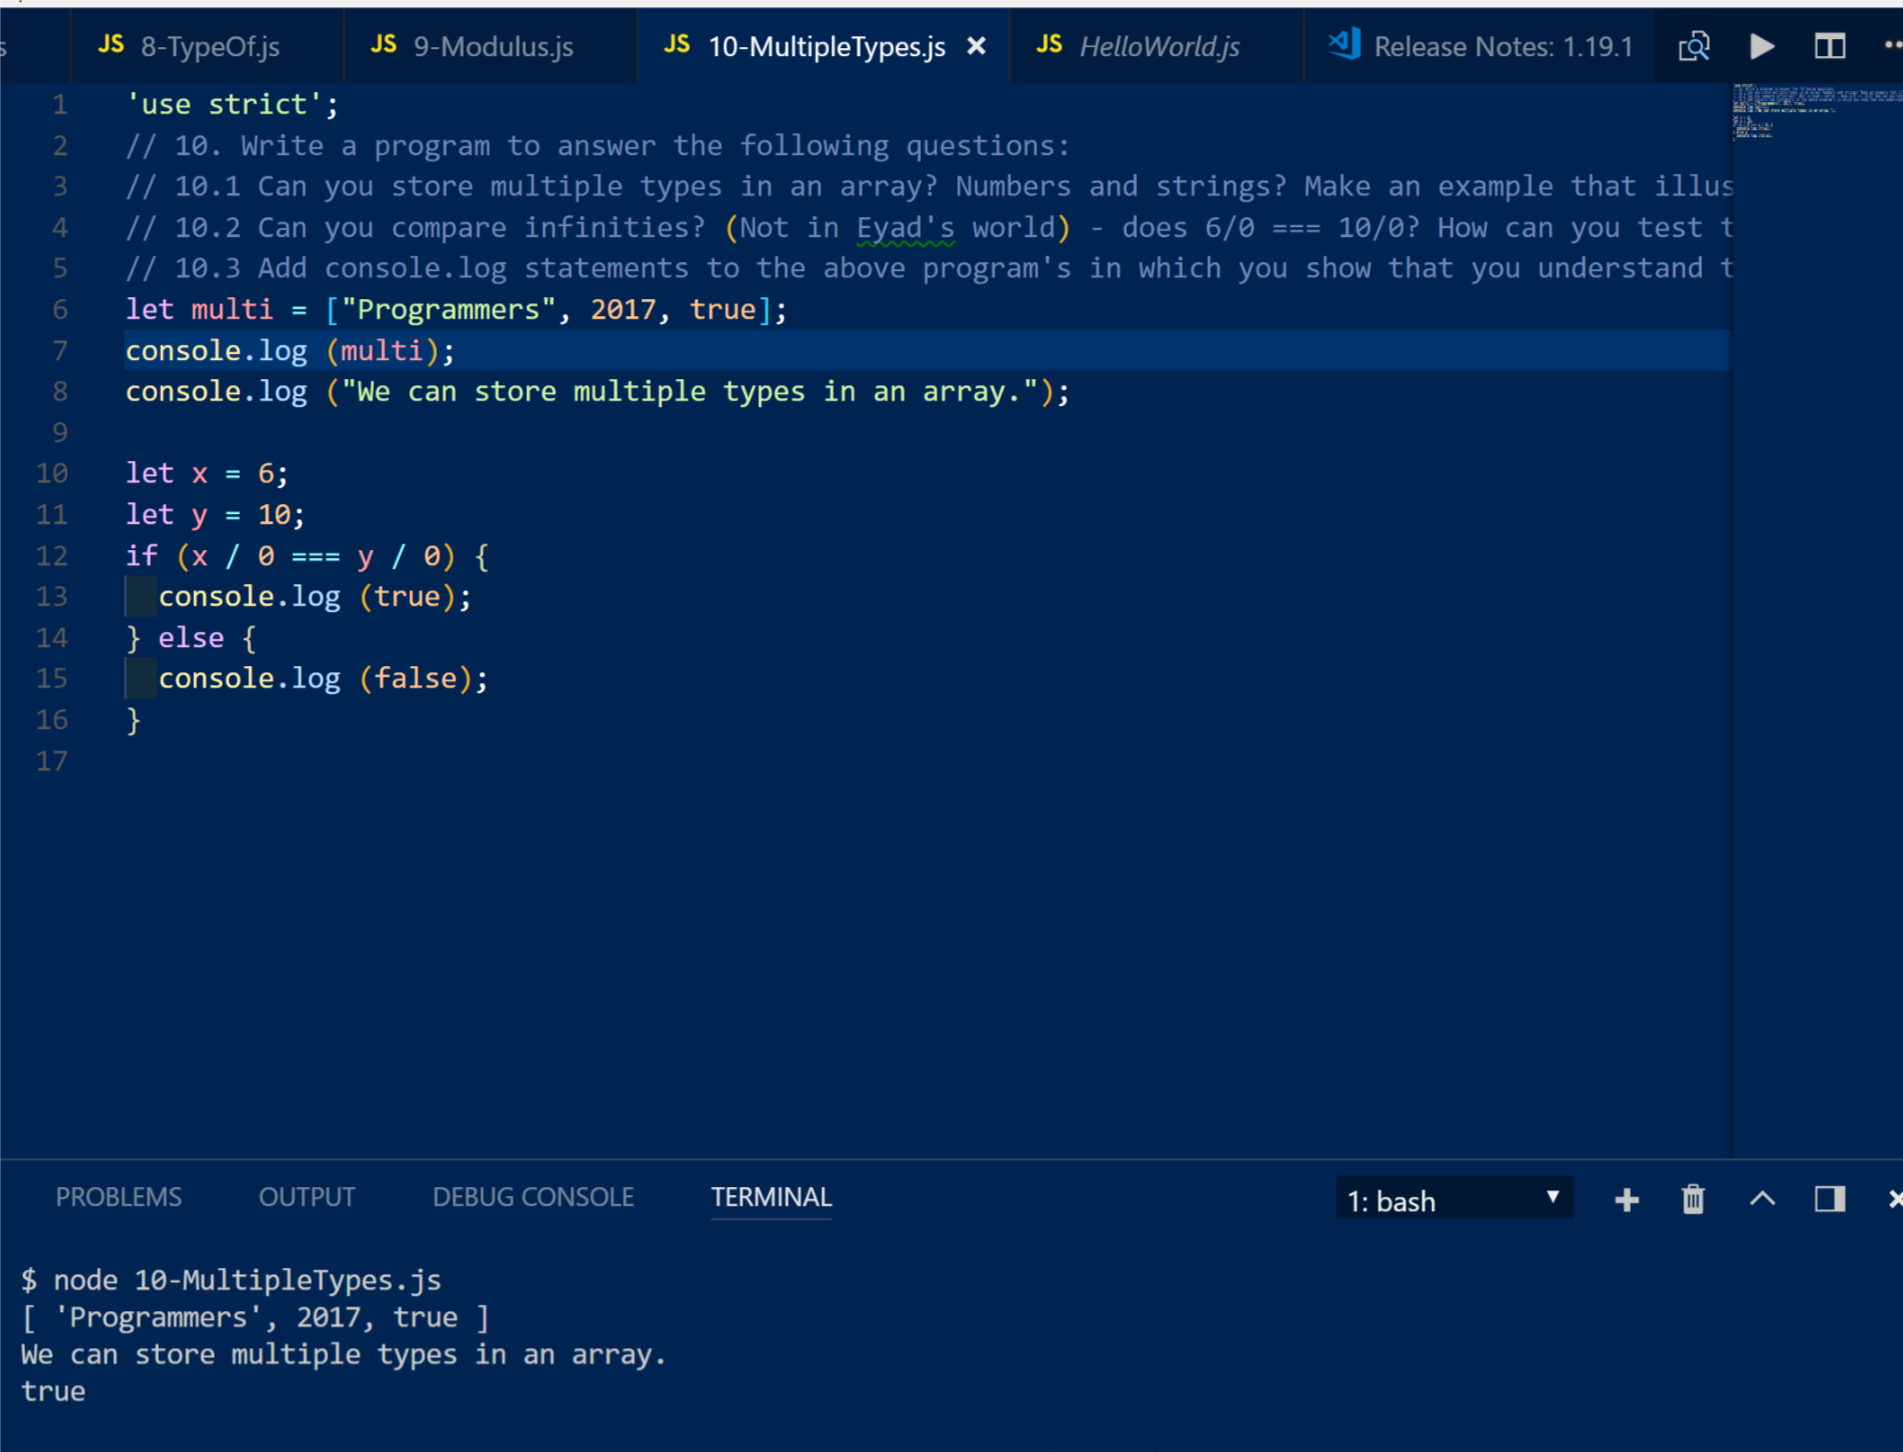 s JS 8-TypeOf.js JS 9-Modulus.js JS 10-MultipleTypes.js JS HelloWorld.js Release Notes: 1.19.1
1 'use strict';
2 // 10. Write a program to answer the following questions:
3 // 10.1 Can you store multiple types in an array? Numbers and strings? Make an example that illus
4 // 10.2 Can you compare infinities? (Not in Eyad's world) - does 6/0 === 10/0? How can you test t
5 // 10.3 Add console.log statements to the above program's in which you show that you understand t
6 let multi = ["Programmers", 2017, true];
7 console.log (multi);
8 console.log ("We can store multiple types in an array.");
9
10 let x = 6;
11 let y = 10;
12 if (x / 0 === y / 0) {
13 console.log (true);
14 } else {
15 console.log (false);
16 }
17
PROBLEMS OUTPUT DEBUG CONSOLE TERMINAL 1: bash
$ node 10-MultipleTypes.js
[ 'Programmers', 2017, true ]
We can store multiple types in an array.
true